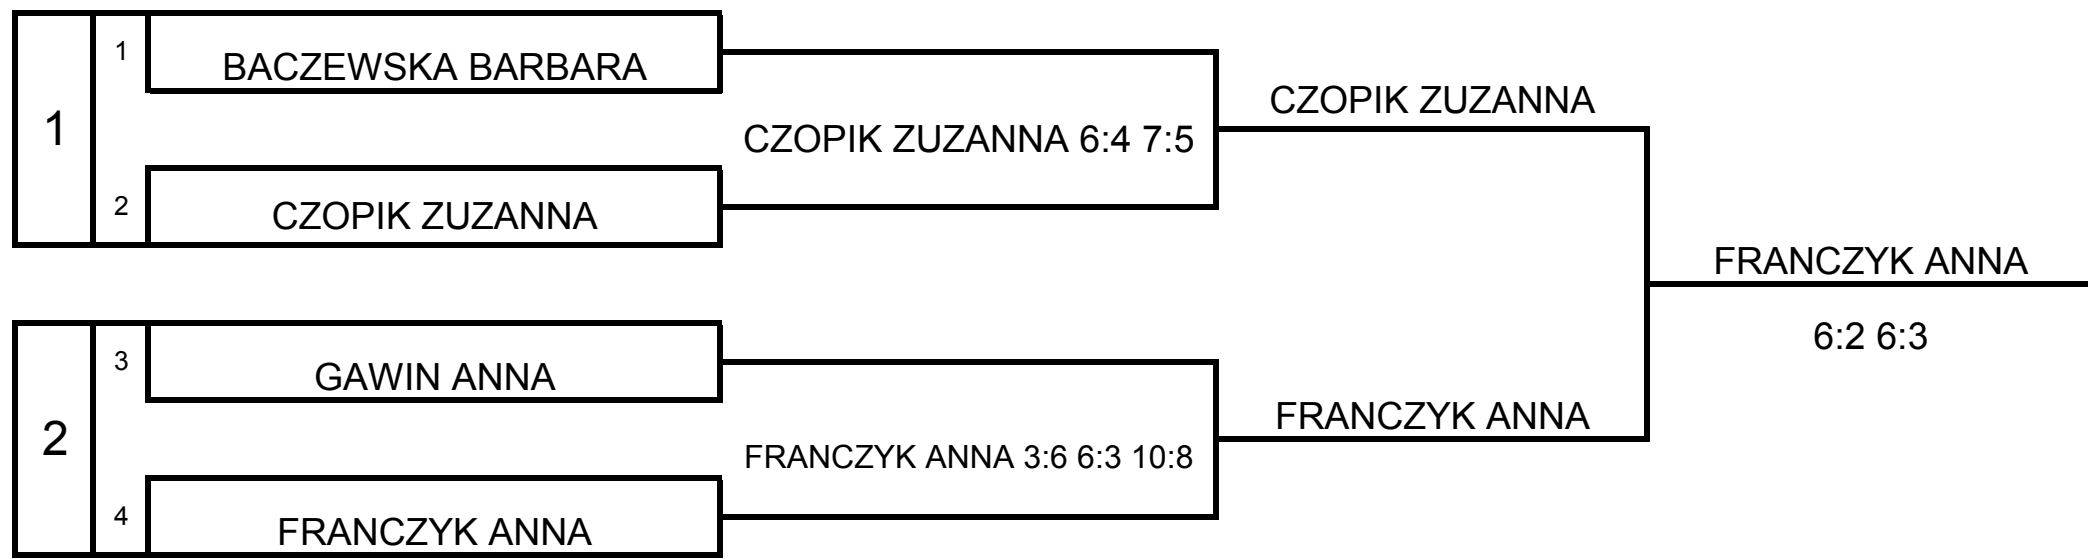 1
1
BACZEWSKA BARBARA
CZOPIK ZUZANNA 6:4 7:5
2
CZOPIK ZUZANNA
CZOPIK ZUZANNA
2
3
GAWIN ANNA
FRANCZYK ANNA 3:6 6:3 10:8
4
FRANCZYK ANNA
FRANCZYK ANNA
FRANCZYK ANNA
6:2 6:3